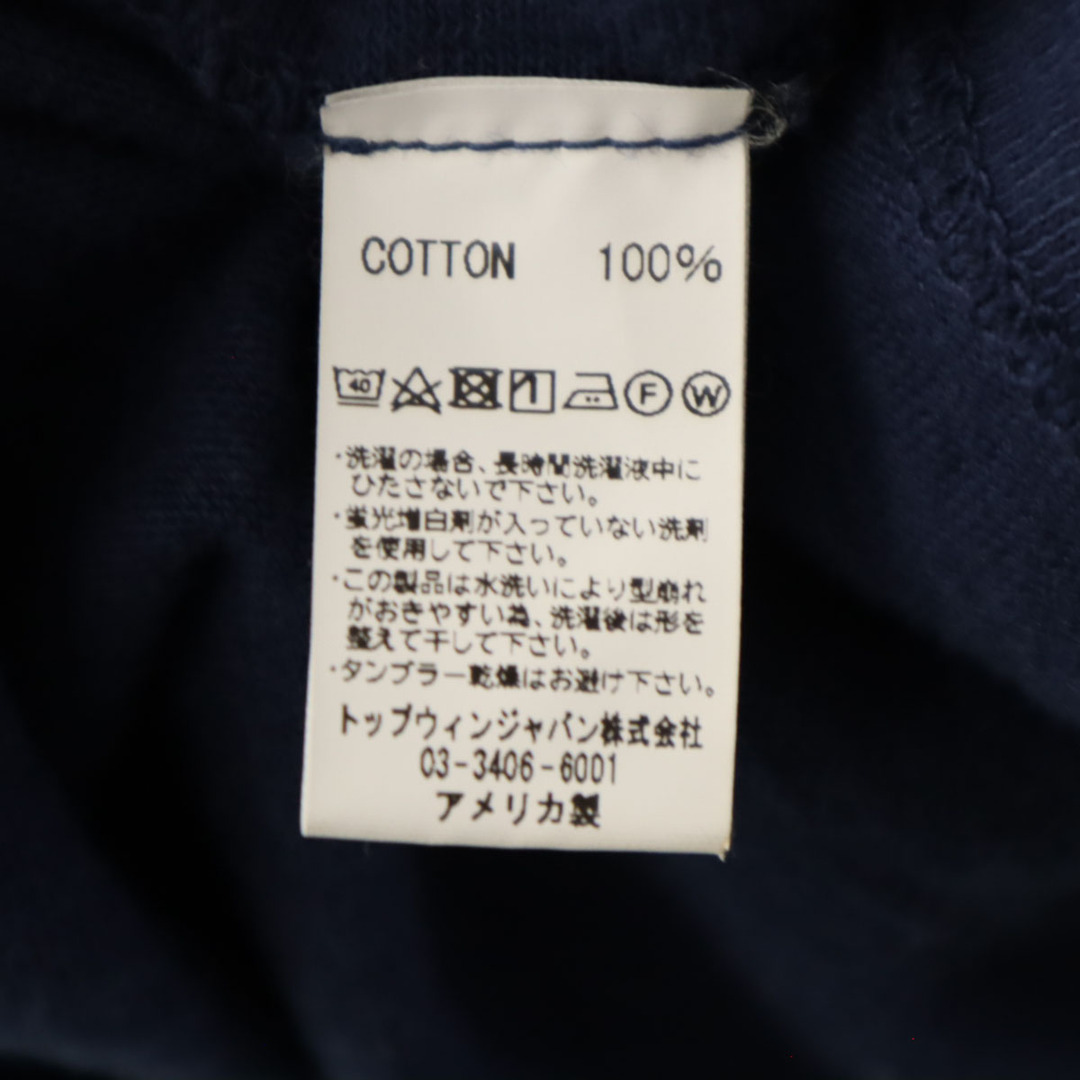 COTTON 100%
40 F W
・洗濯の場合、長時間洗濯液中に
ひたさないで下さい。
・蛍光増白剤が入っていない洗剤
を使用して下さい。
・この製品は水洗いにより型崩れ
がおきやすい為、洗濯後は形を
整えて干して下さい。
・タンブラー乾燥はお避け下さい。
トップウィンジャパン株式会社
03-3406-6001
アメリカ製